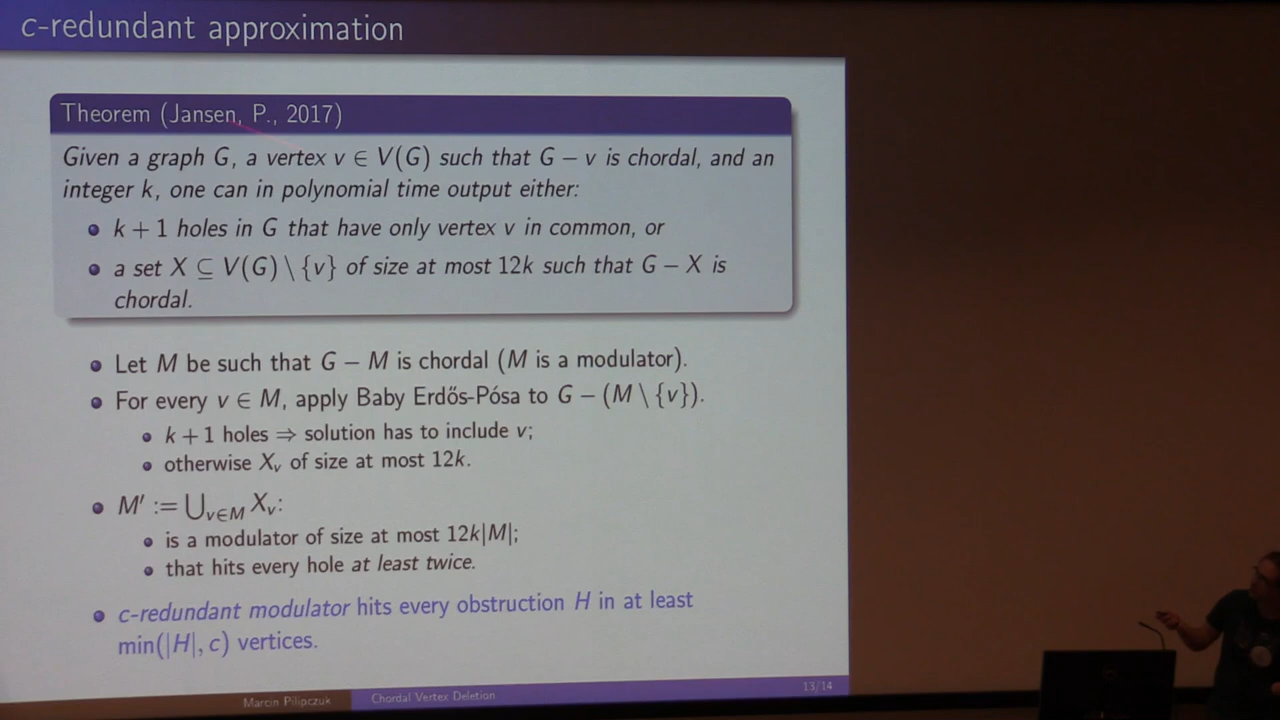 c-redundant approximation
Theorem (Jansen, P., 2017)
Given a graph G, a vertex v ∈ V(G) such that G − v is chordal, and an
integer k, one can in polynomial time output either:
k + 1 holes in G that have only vertex v in common, or
a set X ⊆ V(G) \ {v} of size at most 12k such that G − X is
chordal.
Let M be such that G − M is chordal (M is a modulator).
For every v ∈ M, apply Baby Erdős-Pósa to G − (M \ {v}).
k + 1 holes ⇒ solution has to include v;
otherwise Xᵥ of size at most 12k.
M′ := ⋃ᵥ∈M Xᵥ:
is a modulator of size at most 12k|M|;
that hits every hole at least twice.
c-redundant modulator hits every obstruction H in at least
min(|H|, c) vertices.
Marcin Pilipczuk Chordal Vertex Deletion 13/14